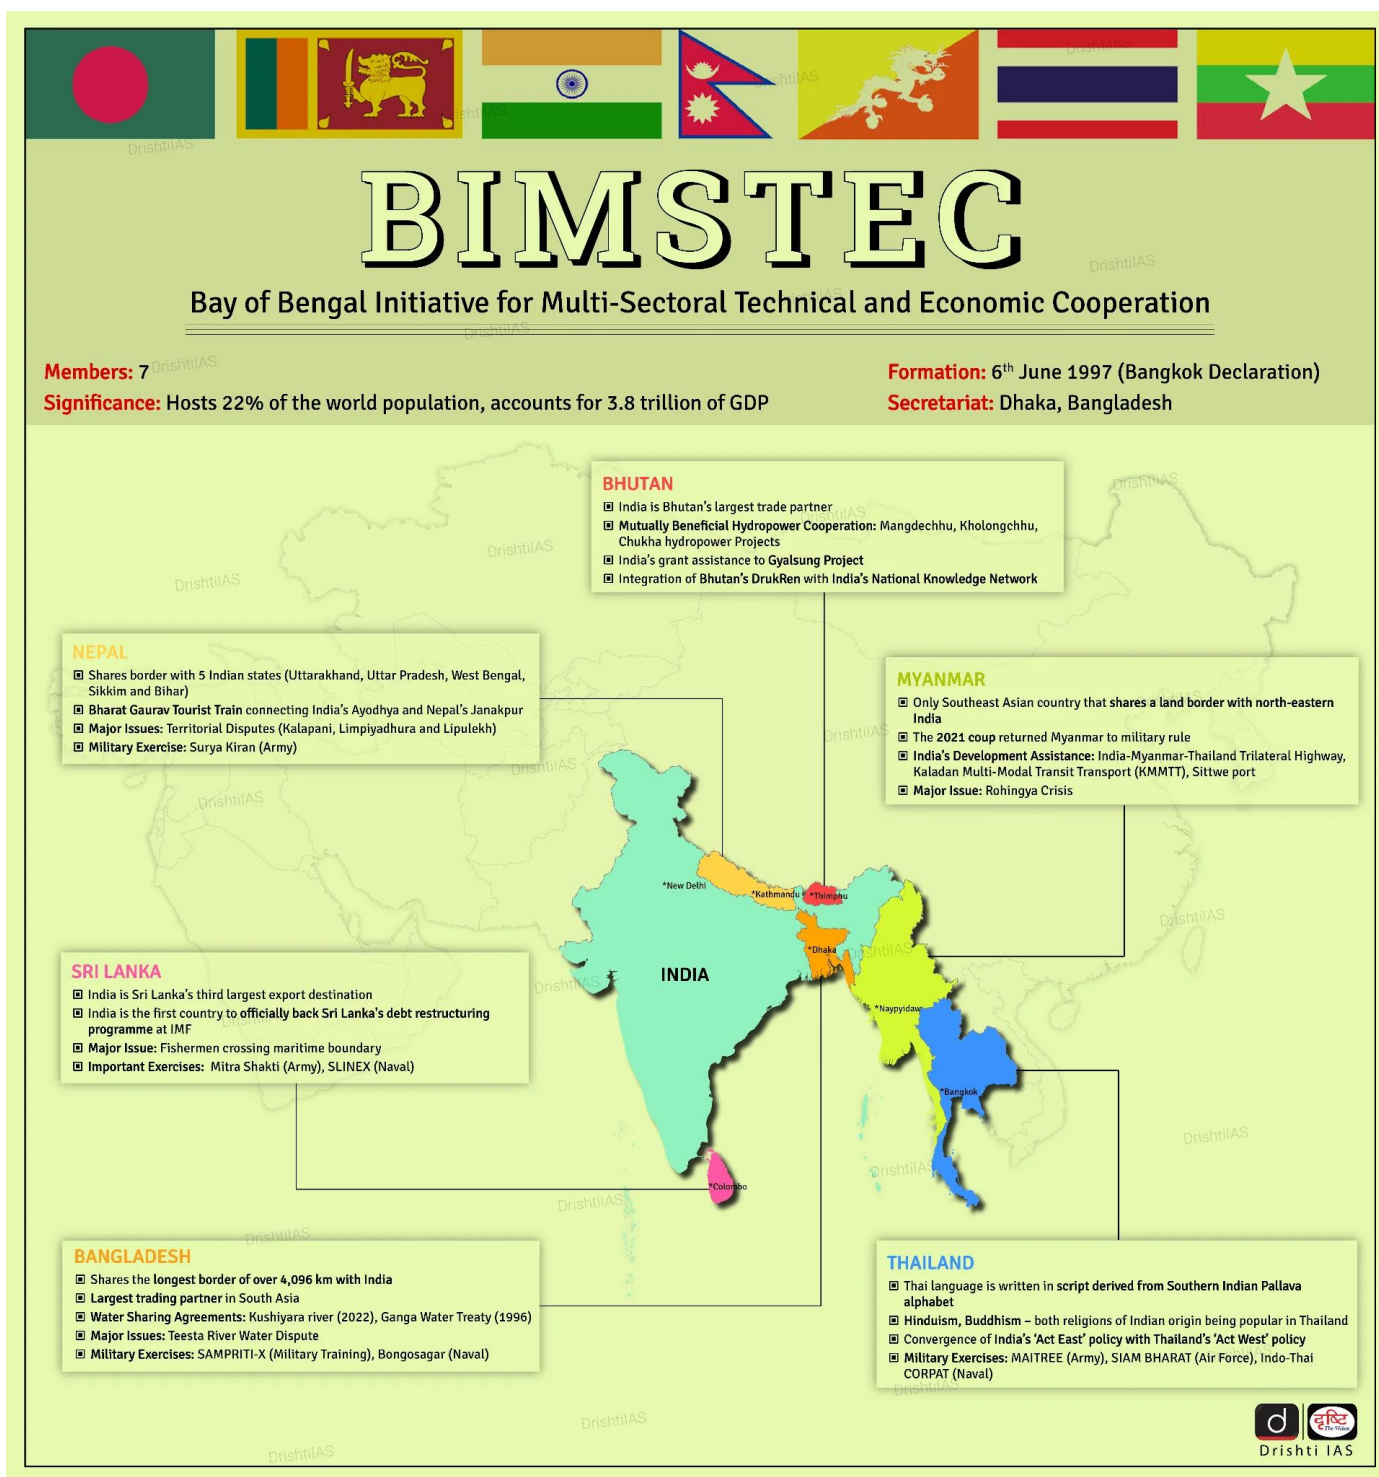 BIMSTEC
Bay of Bengal Initiative for Multi-Sectoral Technical and Economic Cooperation
Members: 7
Significance: Hosts 22% of the world population, accounts for 3.8 trillion of GDP
Formation: 6th June 1997 (Bangkok Declaration)
Secretariat: Dhaka, Bangladesh
BHUTAN
India is Bhutan's largest trade partner
Mutually Beneficial Hydropower Cooperation: Mangdechhu, Kholongchhu,
Chukha hydropower Projects
India's grant assistance to Gyalsung Project
Integration of Bhutan's DrukRen with India's National Knowledge Network
NEPAL
Shares border with 5 Indian states (Uttarakhand, Uttar Pradesh, West Bengal,
Sikkim and Bihar)
Bharat Gaurav Tourist Train connecting India's Ayodhya and Nepal's Janakpur
Major Issues: Territorial Disputes (Kalapani, Limpiyadhura and Lipulekh)
Military Exercise: Surya Kiran (Army)
MYANMAR
Only Southeast Asian country that shares a land border with north-eastern
India
The 2021 coup returned Myanmar to military rule
India's Development Assistance: India-Myanmar-Thailand Trilateral Highway,
Kaladan Multi-Modal Transit Transport (KMMTT), Sittwe port
Major Issue: Rohingya Crisis
*New Delhi
*Kathmandu
*Thimphu
*Dhaka
INDIA
*Naypyidaw
*Bangkok
*Colombo
SRI LANKA
India is Sri Lanka's third largest export destination
India is the first country to officially back Sri Lanka's debt restructuring
programme at IMF
Major Issue: Fishermen crossing maritime boundary
Important Exercises: Mitra Shakti (Army), SLINEX (Naval)
BANGLADESH
Shares the longest border of over 4,096 km with India
Largest trading partner in South Asia
Water Sharing Agreements: Kushiyara river (2022), Ganga Water Treaty (1996)
Major Issues: Teesta River Water Dispute
Military Exercises: SAMPRITI-X (Military Training), Bongosagar (Naval)
THAILAND
Thai language is written in script derived from Southern Indian Pallava
alphabet
Hinduism, Buddhism – both religions of Indian origin being popular in Thailand
Convergence of India's 'Act East' policy with Thailand's 'Act West' policy
Military Exercises: MAITREE (Army), SIAM BHARAT (Air Force), Indo-Thai
CORPAT (Naval)
d
दृष्टि
The Vision
Drishti IAS
DrishtiIAS